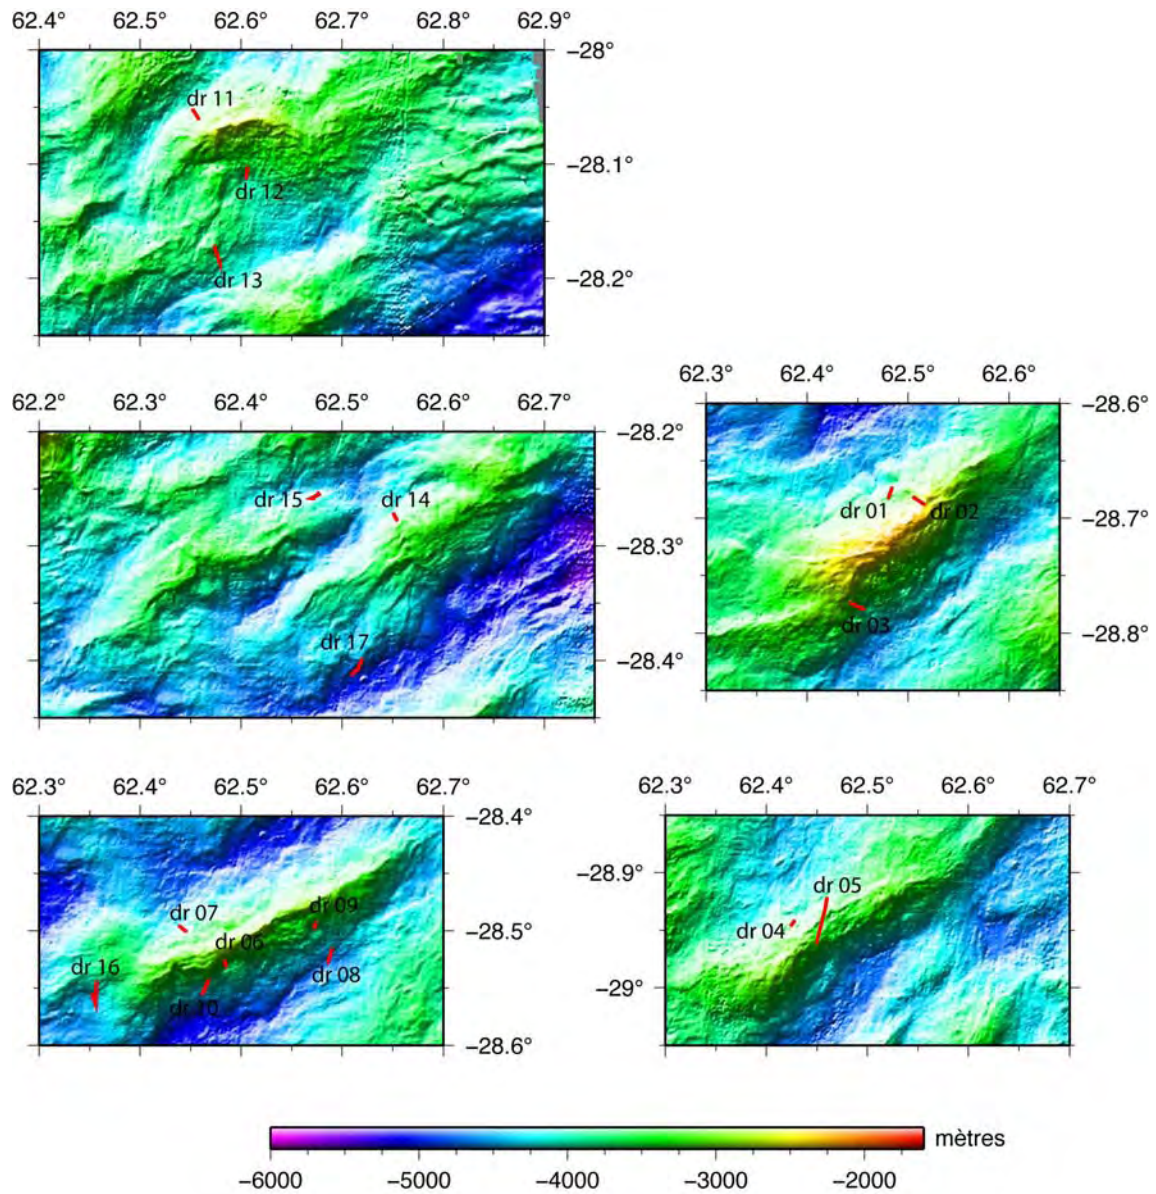 62.4° 62.5° 62.6° 62.7° 62.8° 62.9°
−28°
dr 11
−28.1°
dr 12
dr 13
−28.2°
62.2° 62.3° 62.4° 62.5° 62.6° 62.7°
−28.2°
dr 15 dr 14
−28.3°
dr 17
−28.4°
62.3° 62.4° 62.5° 62.6°
−28.6°
dr 01 dr 02
−28.7°
dr 03
−28.8°
62.3° 62.4° 62.5° 62.6° 62.7°
−28.4°
dr 09
dr 07
−28.5°
dr 06
dr 16
dr 08
dr 10
−28.6°
62.3° 62.4° 62.5° 62.6° 62.7°
−28.9°
dr 05
dr 04
−29°
mètres
−6000 −5000 −4000 −3000 −2000